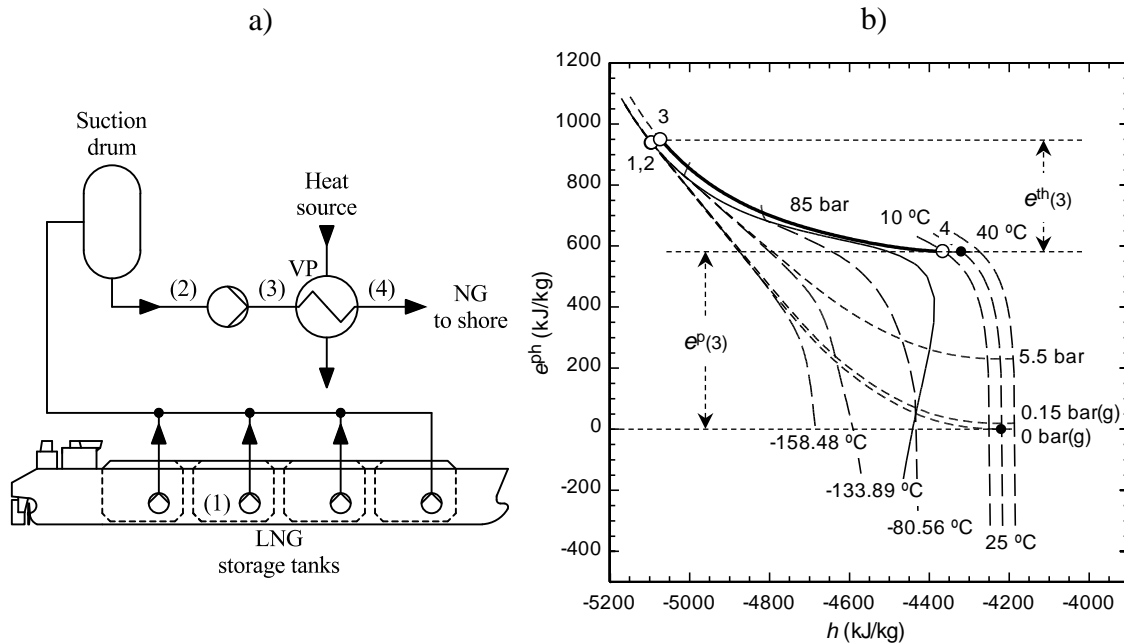 a)
Suction
drum
Heat
source
VP
(2)
(3)
(4)
NG
to shore
(1)
LNG
storage tanks
b)
1200
1000
800
600
400
200
0
-200
-400
e^ph (kJ/kg)
3
1,2
85 bar
10 ºC
4
40 ºC
e^th(3)
e^p(3)
5.5 bar
0.15 bar(g)
0 bar(g)
-158.48 ºC
-133.89 ºC
-80.56 ºC
25 ºC
-5200 -5000 -4800 -4600 -4400 -4200 -4000
h (kJ/kg)